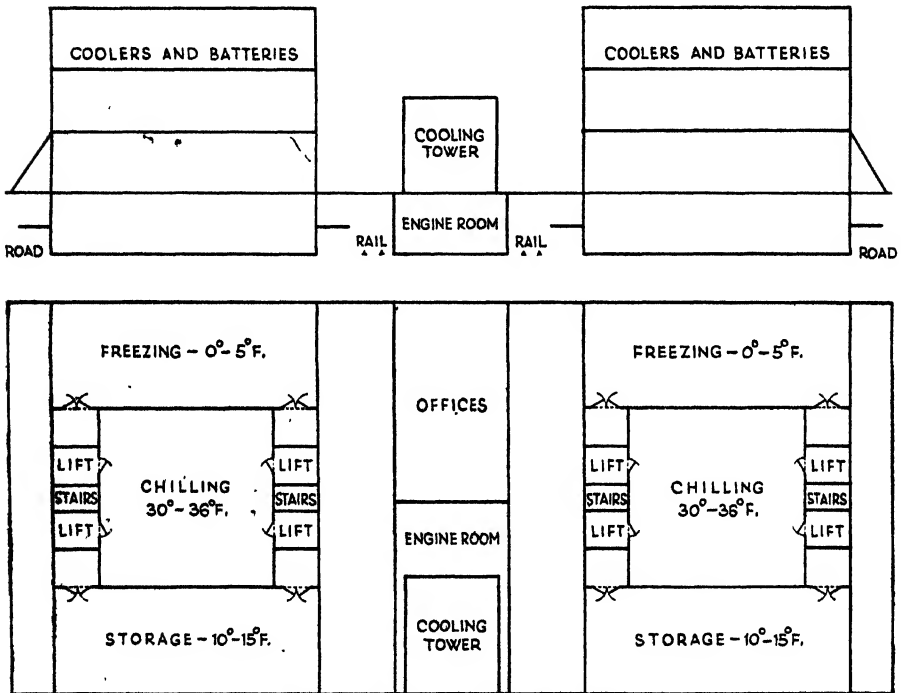 COOLERS AND BATTERIES
COOLERS AND BATTERIES
COOLING
TOWER
ENGINE ROOM
ROAD
RAIL
RAIL
ROAD
FREEZING - 0° - 5°F.
FREEZING - 0° - 5°F.
OFFICES
LIFT
STAIRS
LIFT
CHILLING
30° - 36°F.
LIFT
STAIRS
LIFT
ENGINE ROOM
LIFT
STAIRS
LIFT
CHILLING
30° - 36°F.
LIFT
STAIRS
LIFT
STORAGE - 10° - 15°F.
COOLING
TOWER
STORAGE - 10° - 15°F.